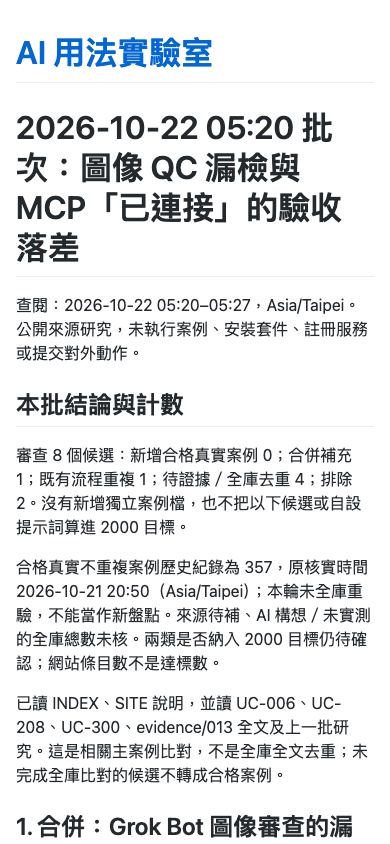 AI 用法實驗室
2026-10-22 05:20 批
次：圖像 QC 漏檢與
MCP「已連接」的驗收
落差
查閱：2026-10-22 05:20–05:27，Asia/Taipei。
公開來源研究，未執行案例、安裝套件、註冊服務
或提交對外動作。
本批結論與計數
審查 8 個候選：新增合格真實案例 0；合併補充
1；既有流程重複 1；待證據／全庫去重 4；排除
2。沒有新增獨立案例檔，也不把以下候選或自設
提示詞算進 2000 目標。
合格真實不重複案例歷史紀錄為 357，原核實時間
2026-10-21 20:50（Asia/Taipei）；本輪未全庫重
驗，不能當作新盤點。來源待補、AI 構想／未實測
的全庫總數未核。兩類是否納入 2000 目標仍待確
認；網站條目數不是達標數。
已讀 INDEX、SITE 說明，並讀 UC-006、UC-
208、UC-300、evidence/013 全文及上一批研
究。這是相關主案例比對，不是全庫全文去重；未
完成全庫比對的候選不轉成合格案例。
1. 合併：Grok Bot 圖像審查的漏